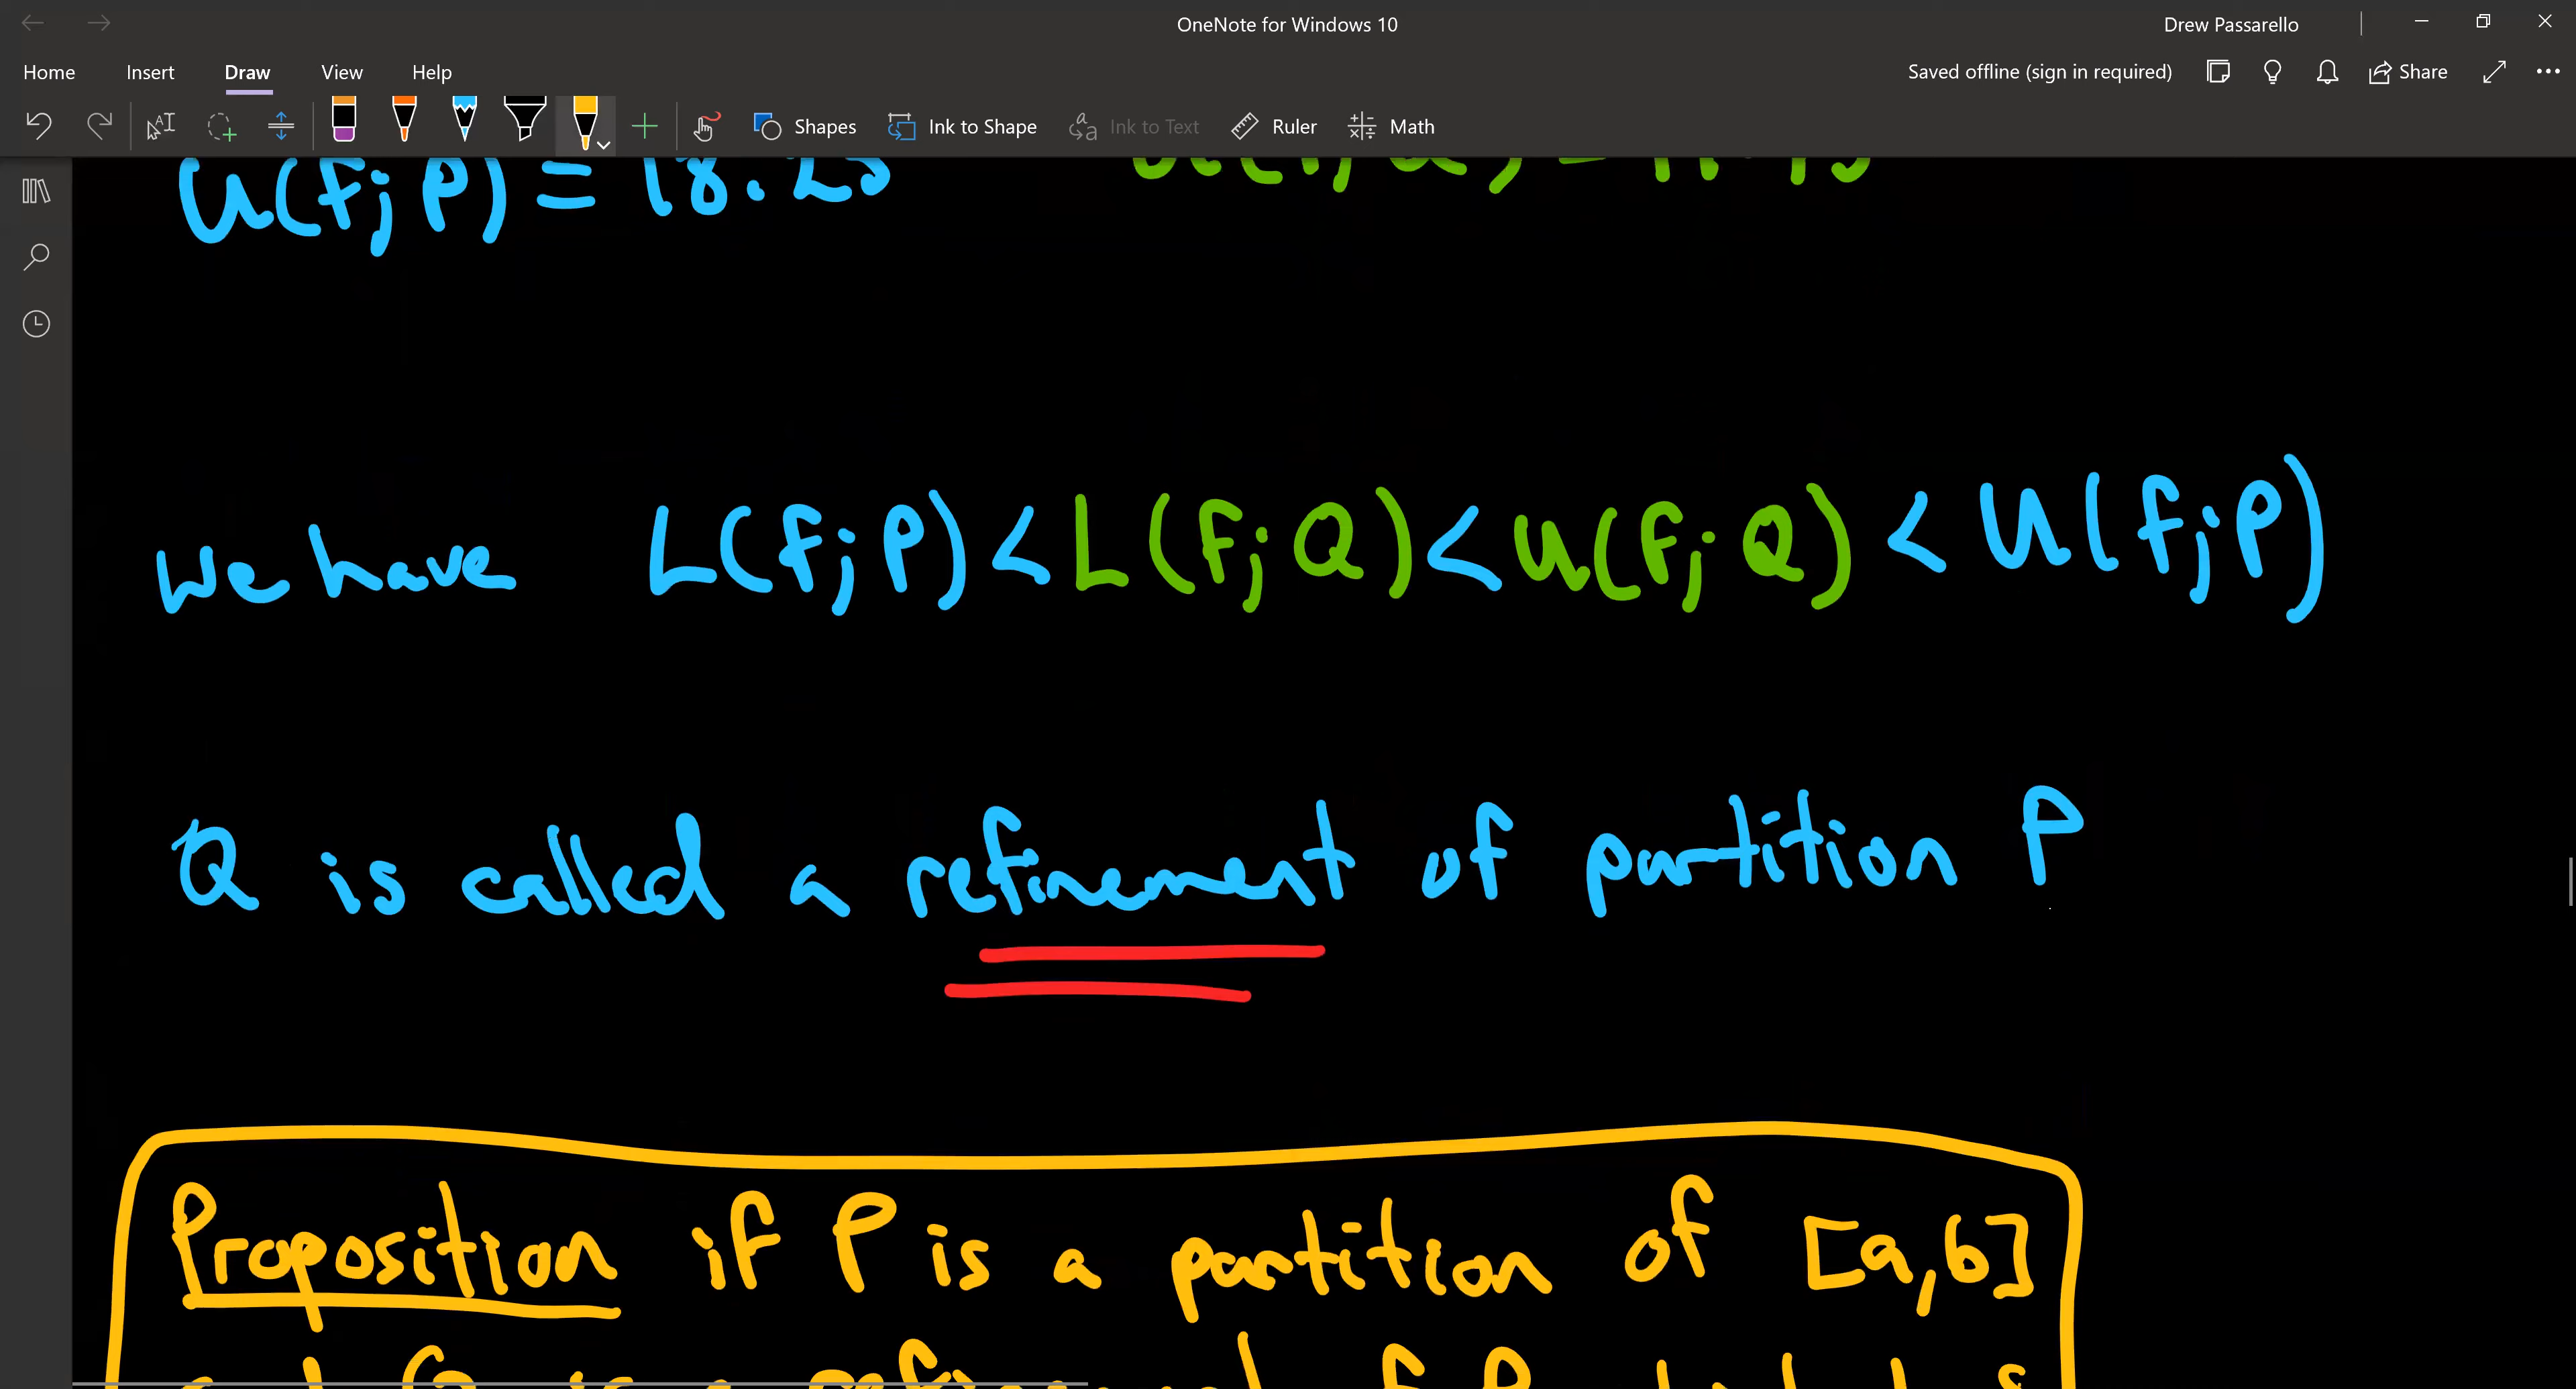 OneNote for Windows 10
Drew Passarello
Home Insert Draw View Help
Saved offline (sign in required) Share
Shapes Ink to Shape Ink to Text Ruler Math
U(f;P) = 18.25
We have L(f;P) < L(f;Q) < U(f;Q) < U(f;P)
Q is called a refinement of partition P
Proposition if P is a partition of [a,b]